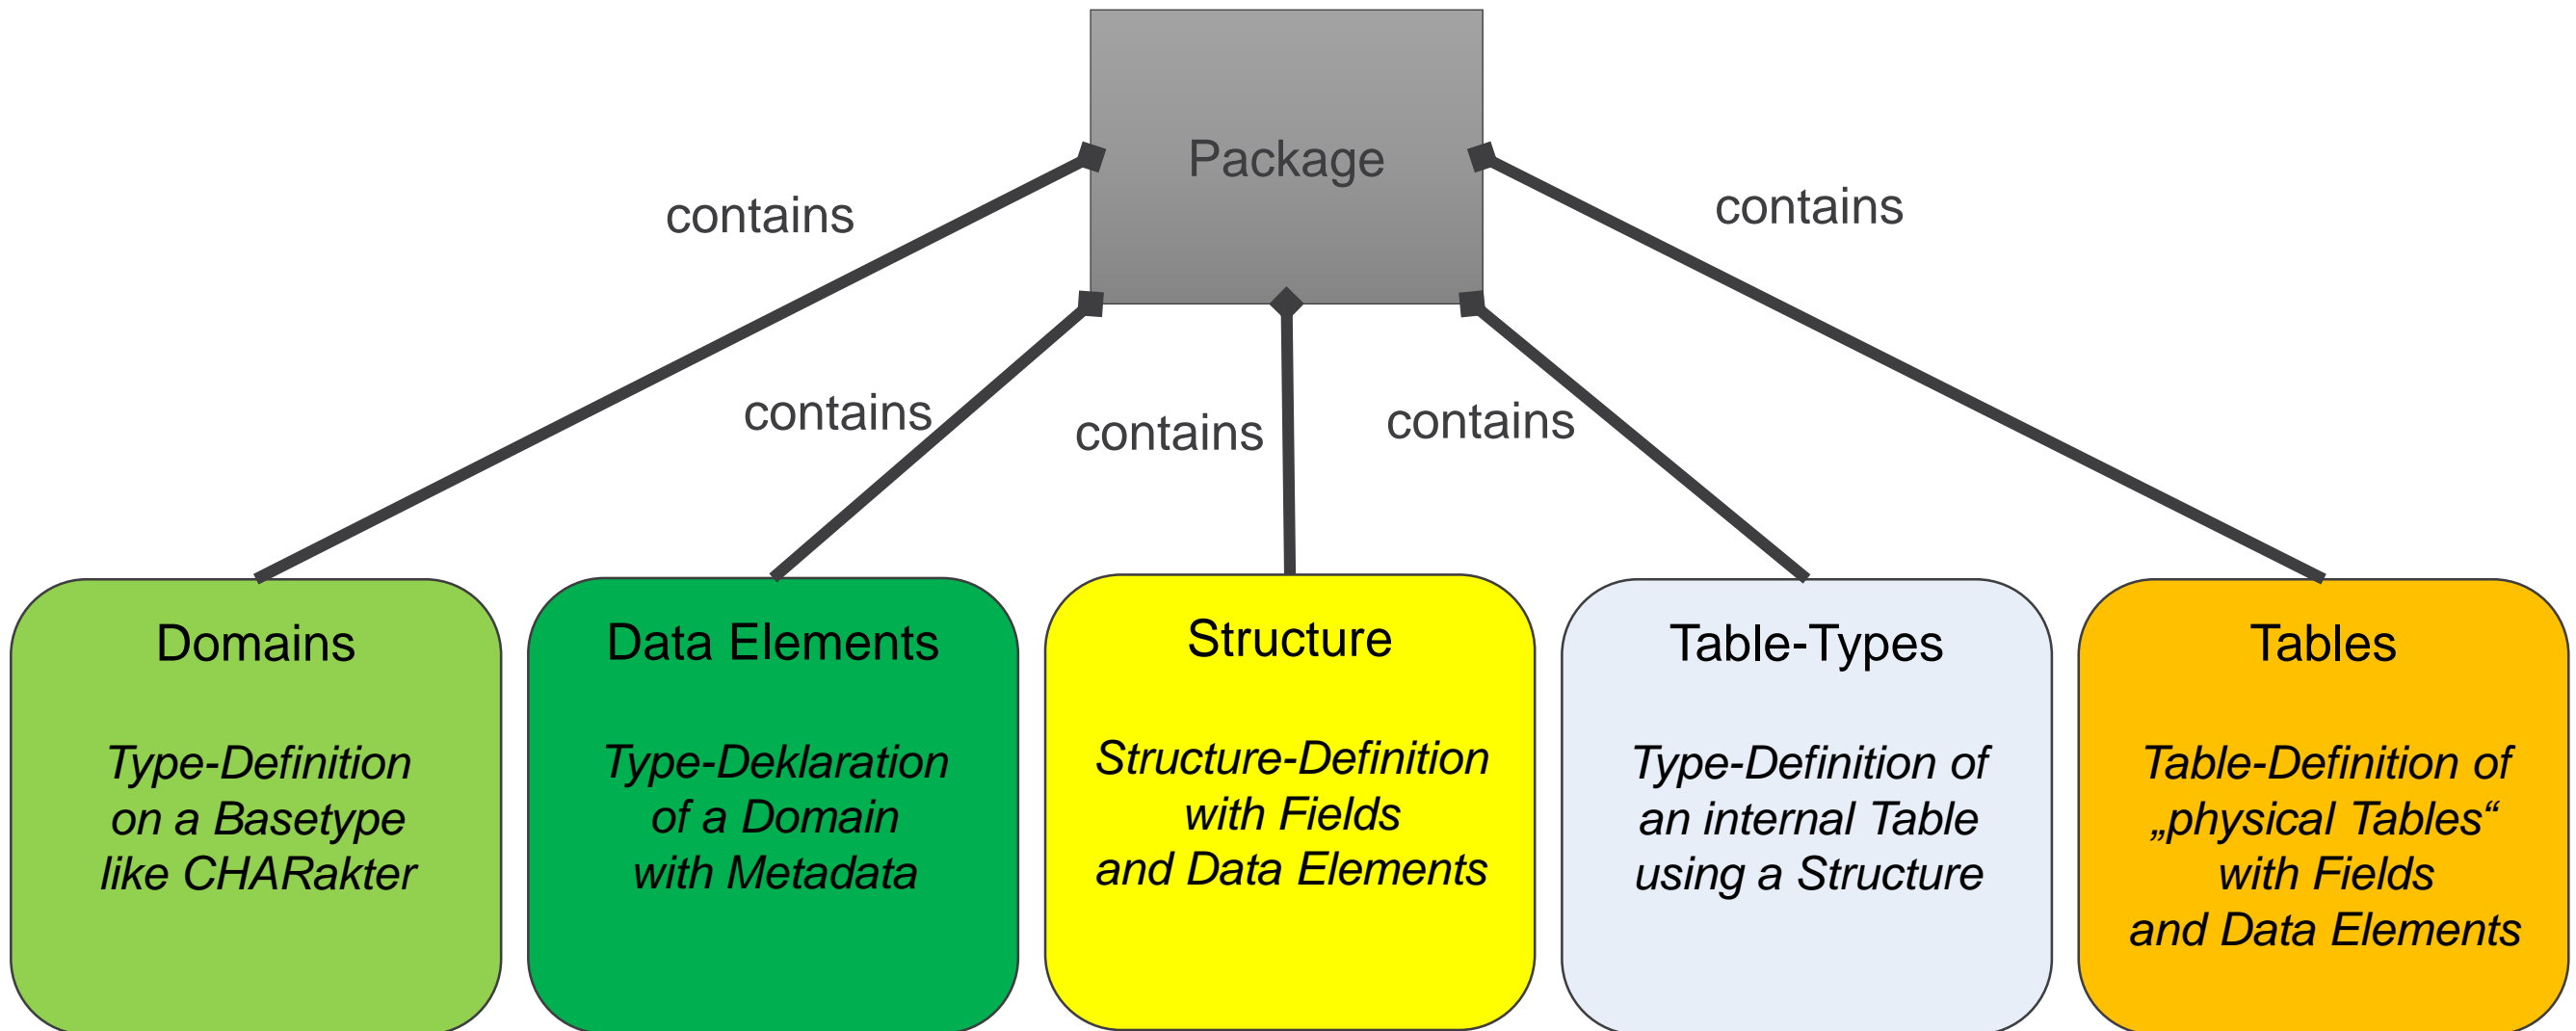 Package
contains
contains
contains
contains
contains
Domains
Type-Definition
on a Basetype
like CHARakter
Data Elements
Type-Deklaration
of a Domain
with Metadata
Structure
Structure-Definition
with Fields
and Data Elements
Table-Types
Type-Definition of
an internal Table
using a Structure
Tables
Table-Definition of
„physical Tables“
with Fields
and Data Elements